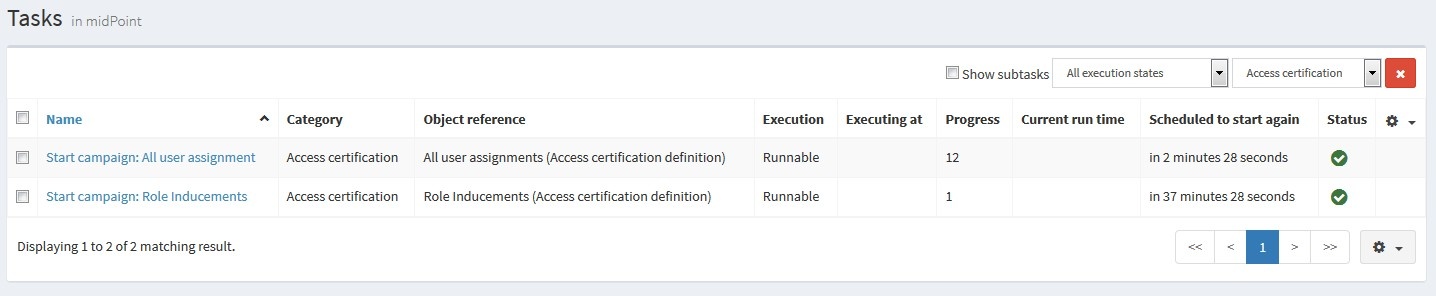 Tasks in midPoint
Show subtasks All execution states Access certification
Name Category Object reference Execution Executing at Progress Current run time Scheduled to start again Status
Start campaign: All user assignment Access certification All user assignments (Access certification definition) Runnable 12 in 2 minutes 28 seconds
Start campaign: Role Inducements Access certification Role Inducements (Access certification definition) Runnable 1 in 37 minutes 28 seconds
Displaying 1 to 2 of 2 matching result. << < 1 > >>